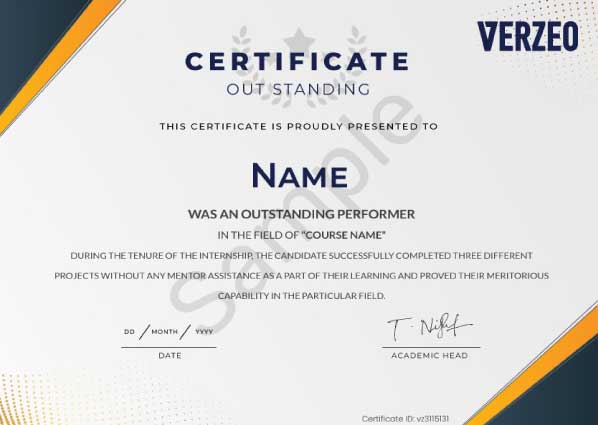 VERZEO
CERTIFICATE
OUT STANDING
THIS CERTIFICATE IS PROUDLY PRESENTED TO
NAME
WAS AN OUTSTANDING PERFORMER
IN THE FIELD OF "COURSE NAME"
DURING THE TENURE OF THE INTERNSHIP, THE CANDIDATE SUCCESSFULLY COMPLETED THREE DIFFERENT
PROJECTS WITHOUT ANY MENTOR ASSISTANCE AS A PART OF THEIR LEARNING AND PROVED THEIR MERITORIOUS
CAPABILITY IN THE PARTICULAR FIELD.
Sample
DD / MONTH / YYYY
DATE
ACADEMIC HEAD
Certificate ID: vz3115131